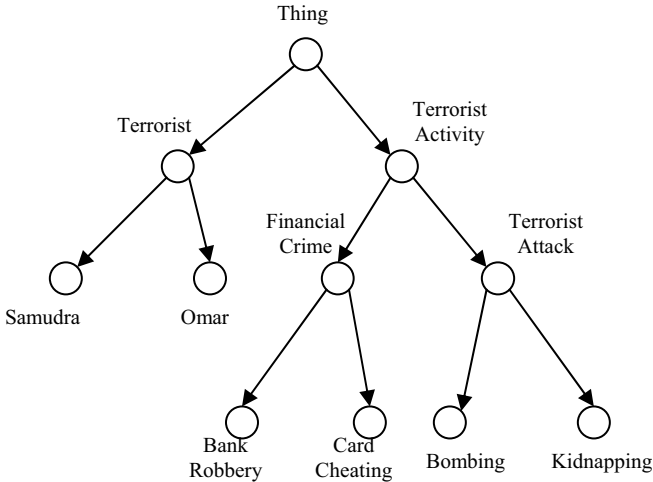 Thing
Terrorist
Terrorist
Activity
Financial
Crime
Terrorist
Attack
Samudra
Omar
Bank
Robbery
Card
Cheating
Bombing
Kidnapping